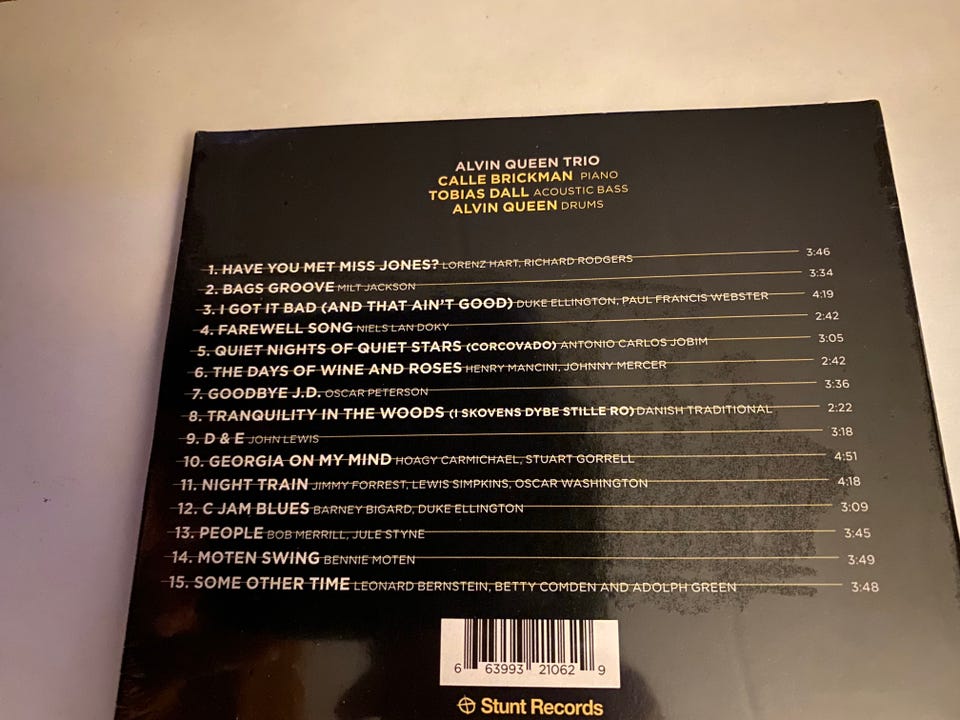 ALVIN QUEEN TRIO
CALLE BRICKMAN PIANO
TOBIAS DALL ACOUSTIC BASS
ALVIN QUEEN DRUMS
1. HAVE YOU MET MISS JONES? LORENZ HART, RICHARD RODGERS 3:46
2. BAGS GROOVE MILT JACKSON 3:34
3. I GOT IT BAD (AND THAT AIN'T GOOD) DUKE ELLINGTON, PAUL FRANCIS WEBSTER 4:19
4. FAREWELL SONG NIELS LAN DOKY 2:42
5. QUIET NIGHTS OF QUIET STARS (CORCOVADO) ANTONIO CARLOS JOBIM 3:05
6. THE DAYS OF WINE AND ROSES HENRY MANCINI, JOHNNY MERCER 2:42
7. GOODBYE J.D. OSCAR PETERSON 3:36
8. TRANQUILITY IN THE WOODS (I SKOVENS DYBE STILLE RO) DANISH TRADITIONAL 2:22
9. D & E JOHN LEWIS 3:18
10. GEORGIA ON MY MIND HOAGY CARMICHAEL, STUART GORRELL 4:51
11. NIGHT TRAIN JIMMY FORREST, LEWIS SIMPKINS, OSCAR WASHINGTON 4:18
12. C JAM BLUES BARNEY BIGARD, DUKE ELLINGTON 3:09
13. PEOPLE BOB MERRILL, JULE STYNE 3:45
14. MOTEN SWING BENNIE MOTEN 3:49
15. SOME OTHER TIME LEONARD BERNSTEIN, BETTY COMDEN AND ADOLPH GREEN 3:48
6 63993 21062 9
Stunt Records